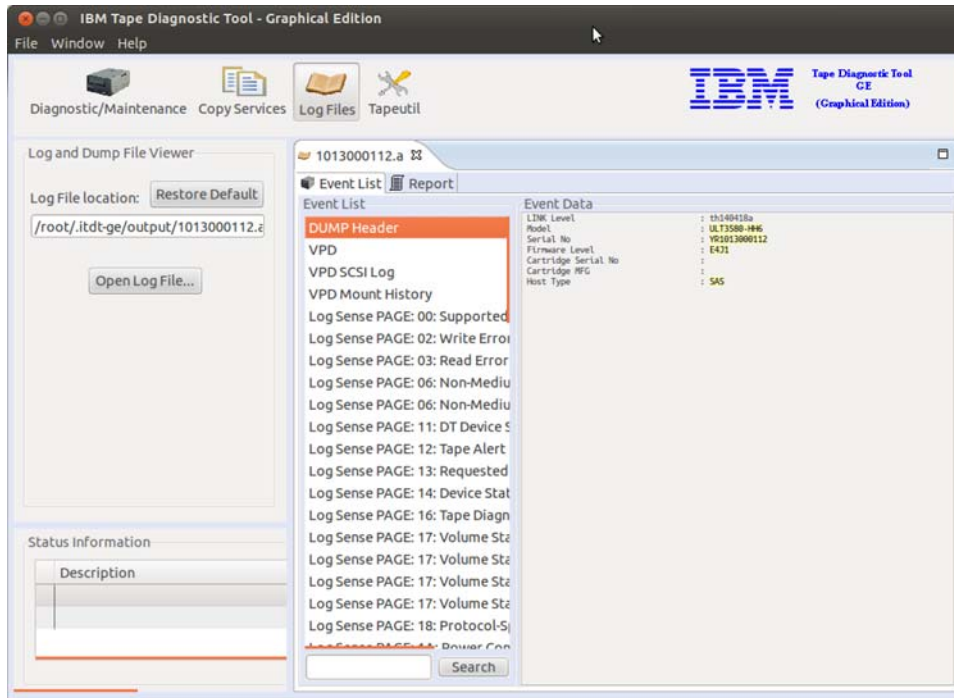 IBM Tape Diagnostic Tool - Graphical Edition
File Window Help
Diagnostic/Maintenance Copy Services Log Files Tapeutil
IBM
Tape Diagnostic Tool
GE
(Graphical Edition)
Log and Dump File Viewer
Log File location: Restore Default
/root/.itdt-ge/output/1013000112.a
Open Log File...
1013000112.a
Event List Report
Event List
DUMP Header
VPD
VPD SCSI Log
VPD Mount History
Log Sense PAGE: 00: Supported
Log Sense PAGE: 02: Write Error
Log Sense PAGE: 03: Read Error
Log Sense PAGE: 06: Non-Mediu
Log Sense PAGE: 06: Non-Mediu
Log Sense PAGE: 11: DT Device S
Log Sense PAGE: 12: Tape Alert
Log Sense PAGE: 13: Requested
Log Sense PAGE: 14: Device Stat
Log Sense PAGE: 16: Tape Diagn
Log Sense PAGE: 17: Volume Sta
Log Sense PAGE: 17: Volume Sta
Log Sense PAGE: 17: Volume Sta
Log Sense PAGE: 17: Volume Sta
Log Sense PAGE: 18: Protocol-Sp
Power Con
Search
Event Data
LINK Level : th140418a
Model : ULT3580-HH6
Serial No : YR1013000112
Firmware Level : E4J1
Cartridge Serial No :
Cartridge MFG :
Host Type : SAS
Status Information
Description